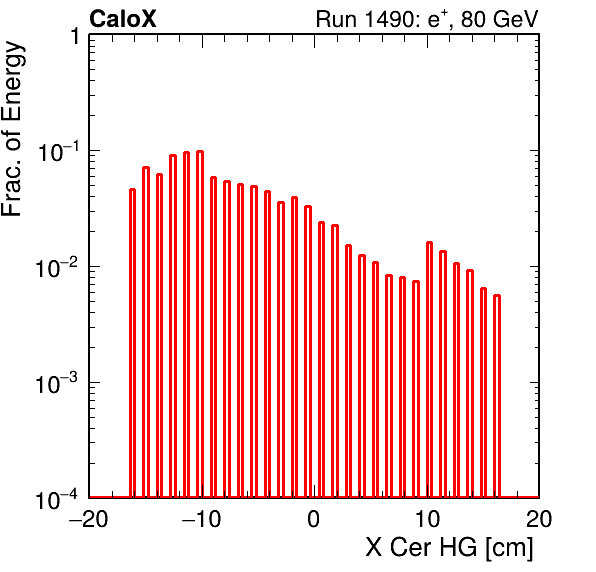 CaloX Run 1490: e⁺, 80 GeV
Frac. of Energy
1
10⁻¹
10⁻²
10⁻³
10⁻⁴
−20 −10 0 10 20
X Cer HG [cm]